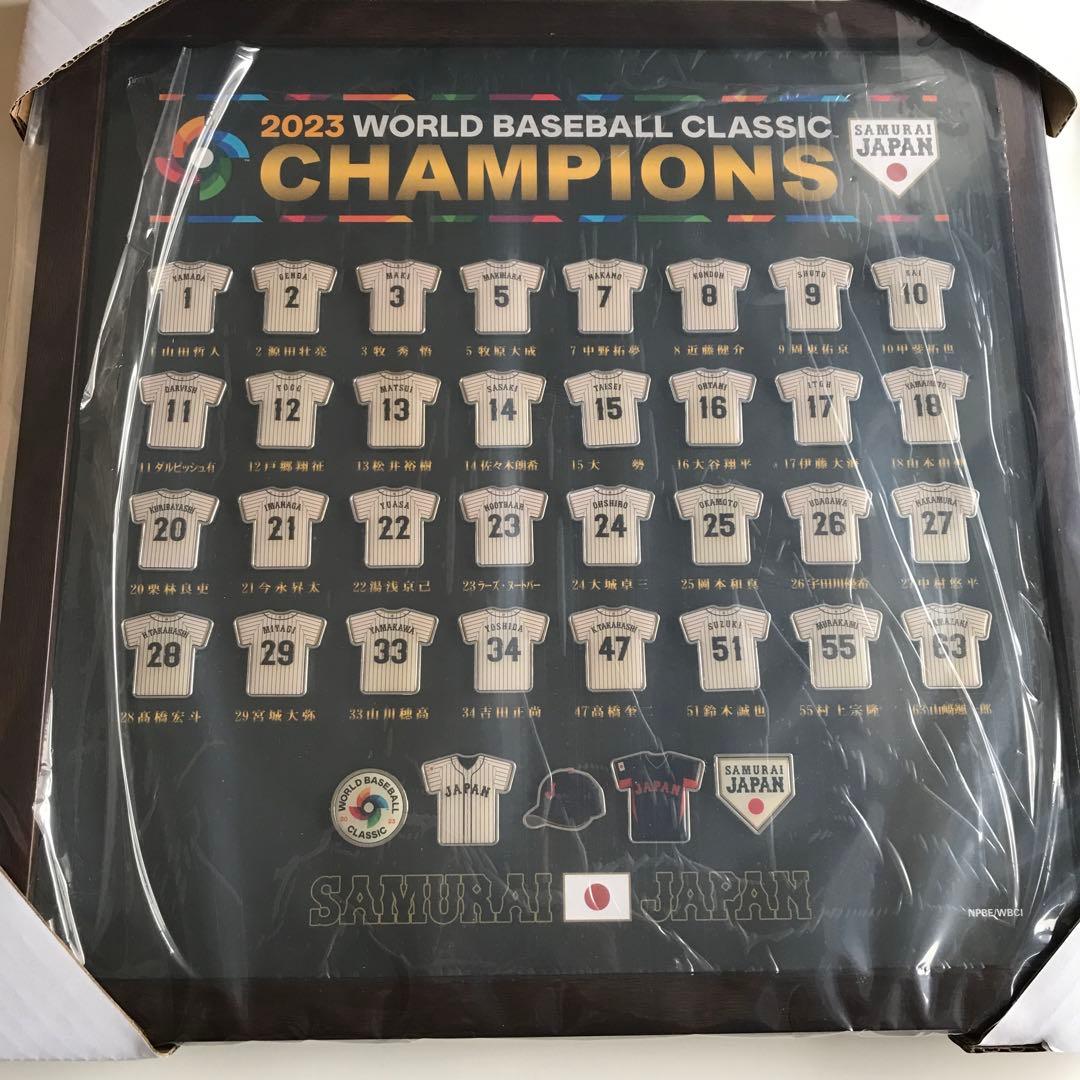 2023 WORLD BASEBALL CLASSIC
CHAMPIONS
SAMURAI
JAPAN
YAMADA GENDA MAKI MAKIHARA NAKANO KONDOH SHUTO KAI
1 2 3 5 7 8 9 10
1 山田哲人 2 源田壮亮 3 牧 秀悟 5 牧原大成 7 中野拓夢 8 近藤健介 9 周東佑京 10 甲斐拓也
DARVISH TOGO MATSUI SASAKI TAISEI OHTANI ITOH YAMAMOTO
11 12 13 14 15 16 17 18
11 ダルビッシュ有 12 戸郷翔征 13 松井裕樹 14 佐々木朗希 15 大 勢 16 大谷翔平 17 伊藤大海 18 山本由伸
KURIBAYASHI IMANAGA YUASA NOOTBAAR OHSHIRO OKAMOTO UDAGAWA NAKAMURA
20 21 22 23 24 25 26 27
20 栗林良吏 21 今永昇太 22 湯浅京己 23 ラーズ・ヌートバー 24 大城卓三 25 岡本和真 26 宇田川優希 27 中村悠平
H.TAKAHASHI MIYAGI YAMAKAWA YOSHIDA K.TAKAHASHI SUZUKI MURAKAMI YAMAZAKI
28 29 33 34 47 51 55 63
28 髙橋宏斗 29 宮城大弥 33 山川穂高 34 吉田正尚 47 高橋奎二 51 鈴木誠也 55 村上宗隆 63 山﨑颯一郎
WORLD BASEBALL
20 23
CLASSIC
JAPAN
J
JAPAN
SAMURAI
JAPAN
SAMURAI JAPAN
NPBE/WBCI